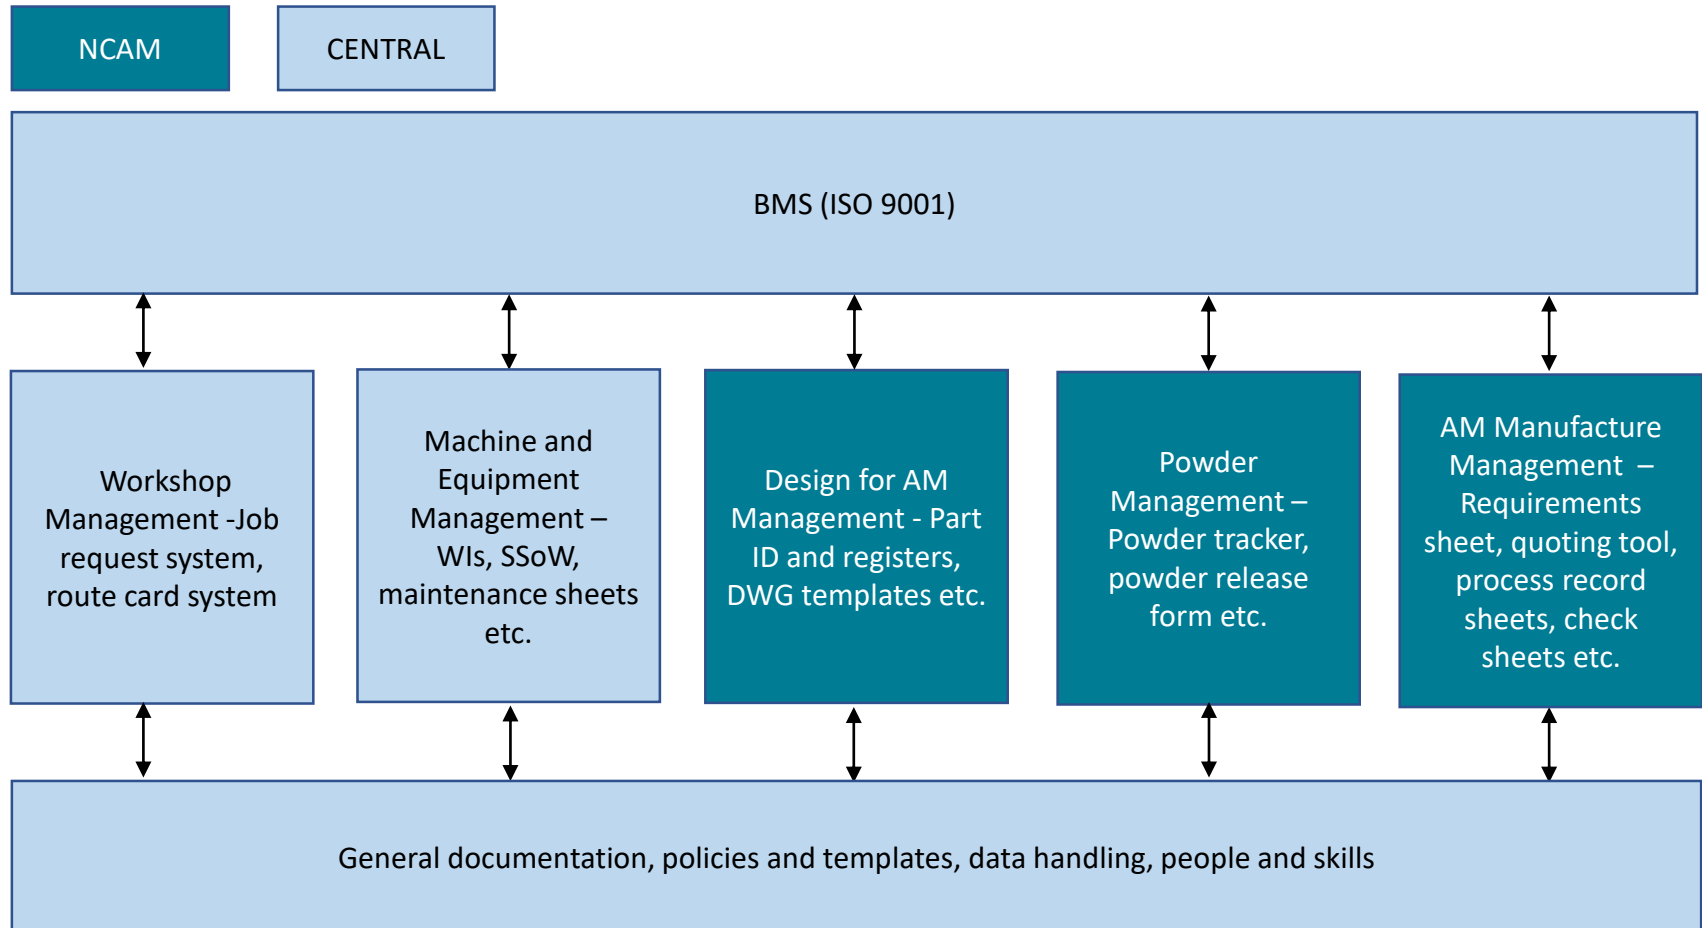 NCAM
CENTRAL
BMS (ISO 9001)
Workshop
Management -Job
request system,
route card system
Machine and
Equipment
Management –
WIs, SSoW,
maintenance sheets
etc.
Design for AM
Management - Part
ID and registers,
DWG templates etc.
Powder
Management –
Powder tracker,
powder release
form etc.
AM Manufacture
Management –
Requirements
sheet, quoting tool,
process record
sheets, check
sheets etc.
General documentation, policies and templates, data handling, people and skills